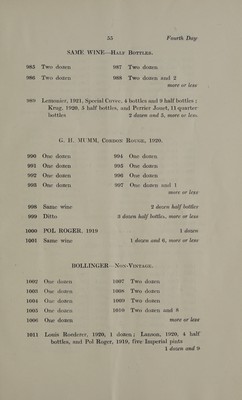 55 Fourth Day
SAME WINE—Half Bottles.
985 Two dozen 987 Two dozen
986 Two dozen 988 Two dozen and 2
more or less
989 Lemonier, 1921, Special Cuvee, 4 bottles and 9 half bottles;
Krug, 1920, 3 half bottles, and Perrier Jouet, 11 quarter
bottles 2 dozen and 3, more or less
G. H. MUMM, Cordon Rouge, 1920.
990 One dozen 994 One dozen
991 One dozen 995 One dozen
992 One dozen 996 One dozen
993 One dozen 997 One dozen and 1
more or less
998 Same wine 2 dozen half bottles
999 Ditto 3 dozen half bottles, more or less
1000 POL ROGER, 1919 1 dozen
1001 Same wine 1 dozen and 6, more or less
BOLLINGER—Non-Vintage.
1002 One dozen 1007 Two dozen
1003 One dozen 1008 Two dozen
1004 One dozen 1009 Two dozen
1005 One dozen 1010 Two dozen and 8
1006 One dozen more or less
1011 Louis Roederer, 1920, 1 dozen; Lanson, 1920, 4 half
bottles, and Pol Roger, 1919, five Imperial pints
1 dozen and 9